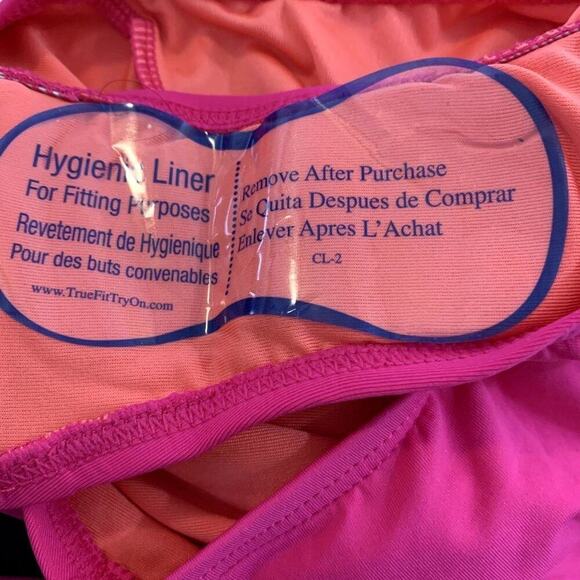 Hygienic Liner
For Fitting Purposes
Revetement de Hygienique
Pour des buts convenables
www.TrueFitTryOn.com
Remove After Purchase
Se Quita Despues de Comprar
Enlever Apres L'Achat
CL-2